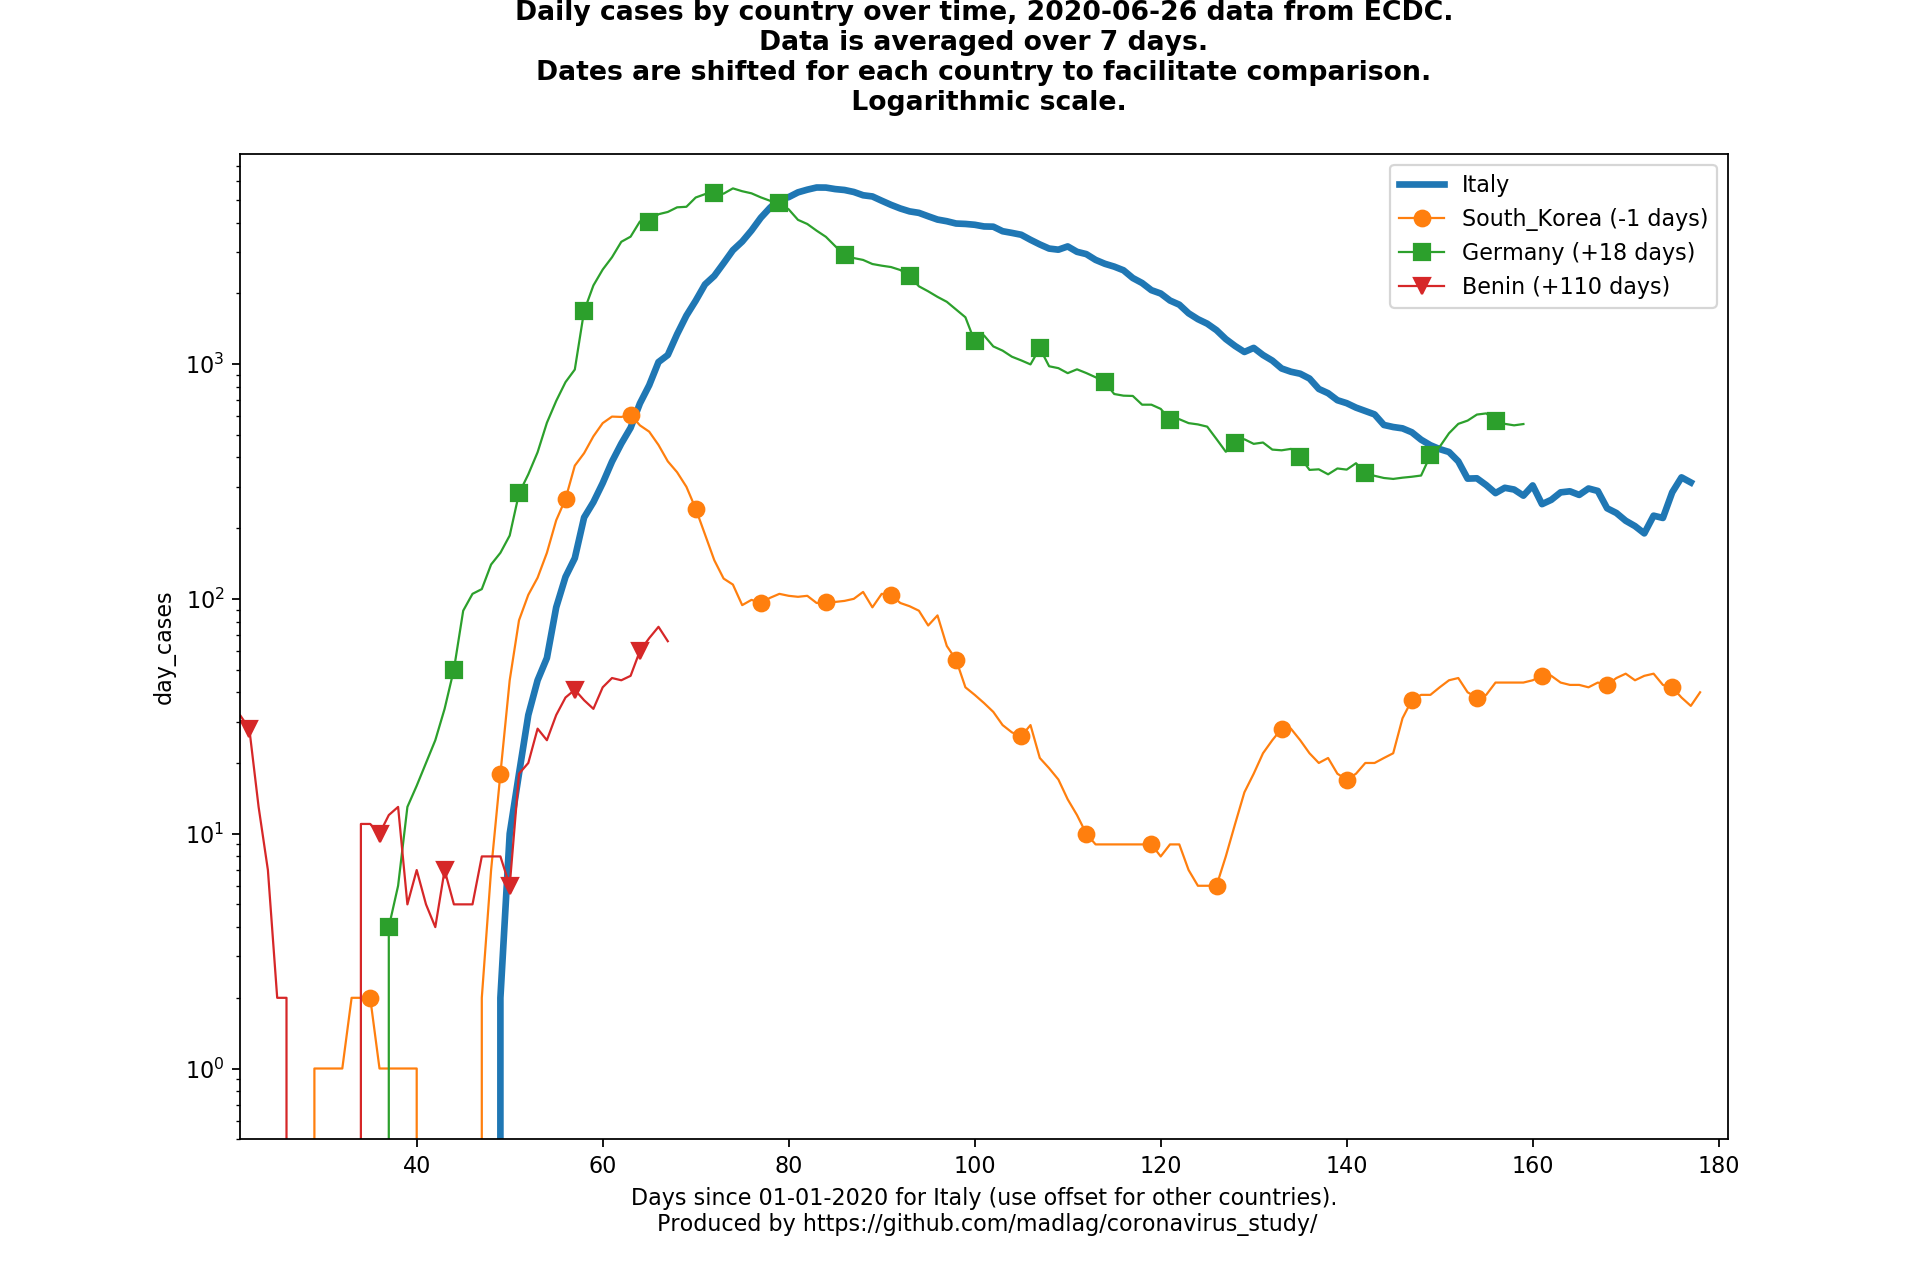 Daily cases by country over time, 2020-06-26 data from ECDC.
Data is averaged over 7 days.
Dates are shifted for each country to facilitate comparison.
Logarithmic scale.
Italy
South_Korea (-1 days)
Germany (+18 days)
Benin (+110 days)
day_cases
10³
10²
10¹
10⁰
40 60 80 100 120 140 160 180
Days since 01-01-2020 for Italy (use offset for other countries).
Produced by https://github.com/madlag/coronavirus_study/